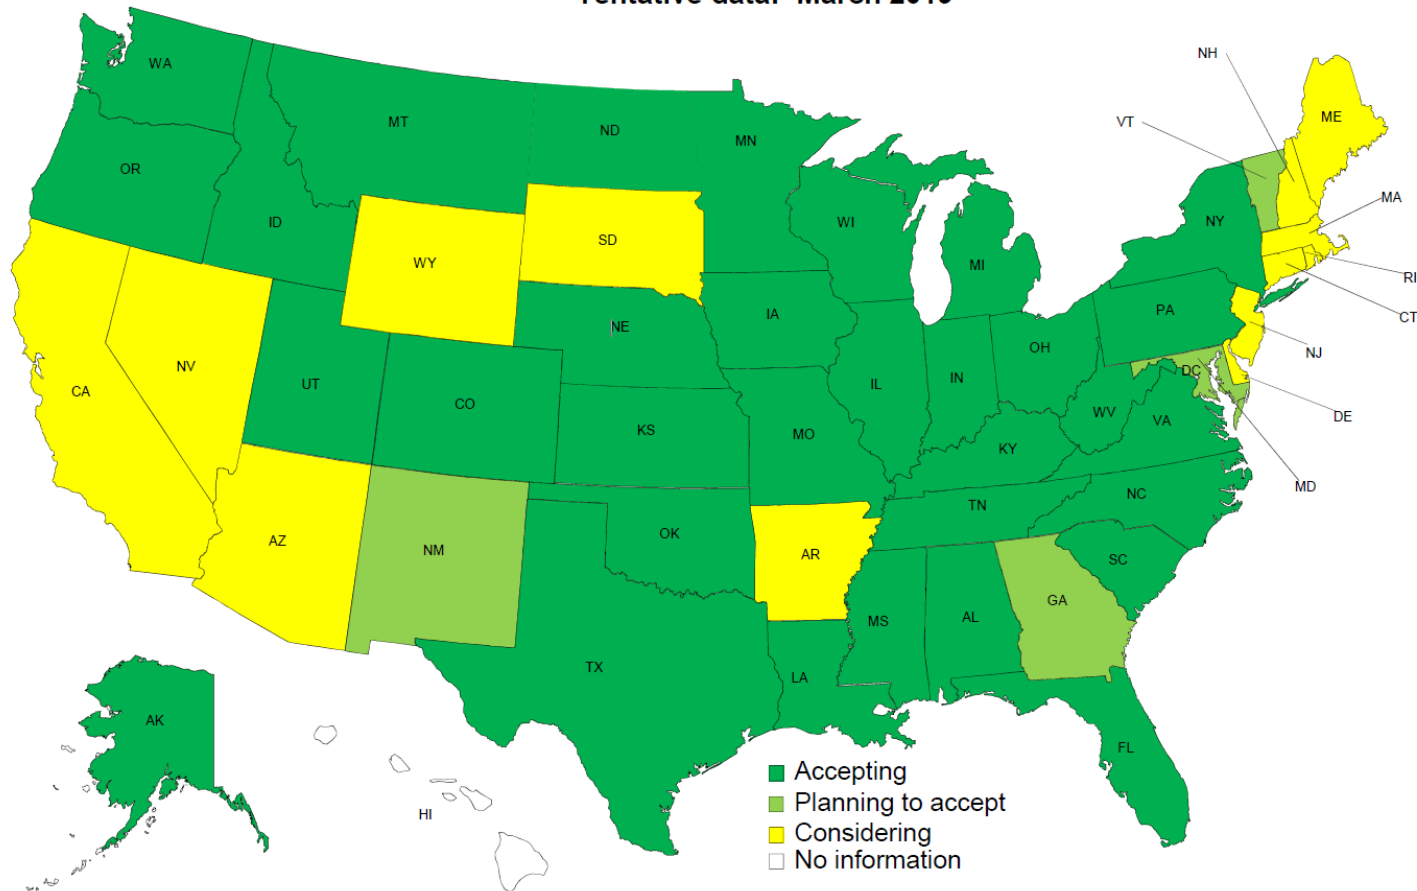 Tentative data: March
NH
WA
ME
MT
VT
ND
MN
OR
MA
NY
ID
WI
SD
WY
MI
RI
PA
IA
CT
NE
OH
NJ
NV
DC
IN
UT
IL
CA
CO
WV
DE
VA
KS
MO
KY
MD
NC
TN
OK
AZ
NM
AR
SC
GA
AL
MS
TX
LA
AK
FL
HI
Accepting
Planning to accept
Considering
No information